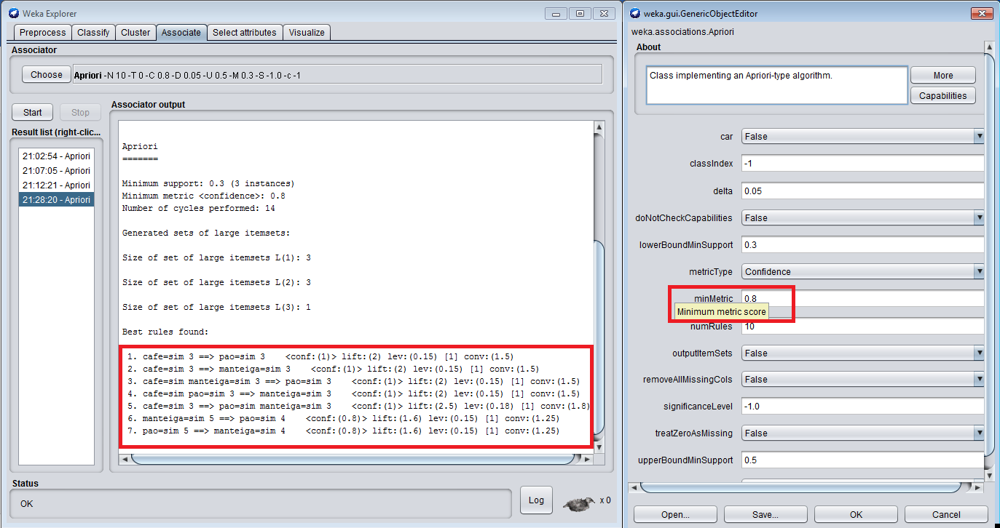 Weka Explorer
Preprocess Classify Cluster Associate Select attributes Visualize
Associator
Choose Apriori -N 10 -T 0 -C 0.8 -D 0.05 -U 0.5 -M 0.3 -S -1.0 -c -1
Start Stop
Result list (right-clic...
21:02:54 - Apriori
21:07:05 - Apriori
21:12:21 - Apriori
21:28:20 - Apriori
Associator output
Apriori
=======
Minimum support: 0.3 (3 instances)
Minimum metric <confidence>: 0.8
Number of cycles performed: 14
Generated sets of large itemsets:
Size of set of large itemsets L(1): 3
Size of set of large itemsets L(2): 3
Size of set of large itemsets L(3): 1
Best rules found:
1. cafe=sim 3 ==> pao=sim 3 <conf:(1)> lift:(2) lev:(0.15) [1] conv:(1.5)
2. cafe=sim 3 ==> manteiga=sim 3 <conf:(1)> lift:(2) lev:(0.15) [1] conv:(1.5)
3. cafe=sim manteiga=sim 3 ==> pao=sim 3 <conf:(1)> lift:(2) lev:(0.15) [1] conv:(1.5)
4. cafe=sim pao=sim 3 ==> manteiga=sim 3 <conf:(1)> lift:(2) lev:(0.15) [1] conv:(1.5)
5. cafe=sim 3 ==> pao=sim manteiga=sim 3 <conf:(1)> lift:(2.5) lev:(0.18) [1] conv:(1.8)
6. manteiga=sim 5 ==> pao=sim 4 <conf:(0.8)> lift:(1.6) lev:(0.15) [1] conv:(1.25)
7. pao=sim 5 ==> manteiga=sim 4 <conf:(0.8)> lift:(1.6) lev:(0.15) [1] conv:(1.25)
Status
OK
Log
x 0
weka.gui.GenericObjectEditor
weka.associations.Apriori
About
Class implementing an Apriori-type algorithm.
More
Capabilities
car False
classIndex -1
delta 0.05
doNotCheckCapabilities False
lowerBoundMinSupport 0.3
metricType Confidence
minMetric 0.8
Minimum metric score
numRules 10
outputItemSets False
removeAllMissingCols False
significanceLevel -1.0
treatZeroAsMissing False
upperBoundMinSupport 0.5
Open... Save... OK Cancel